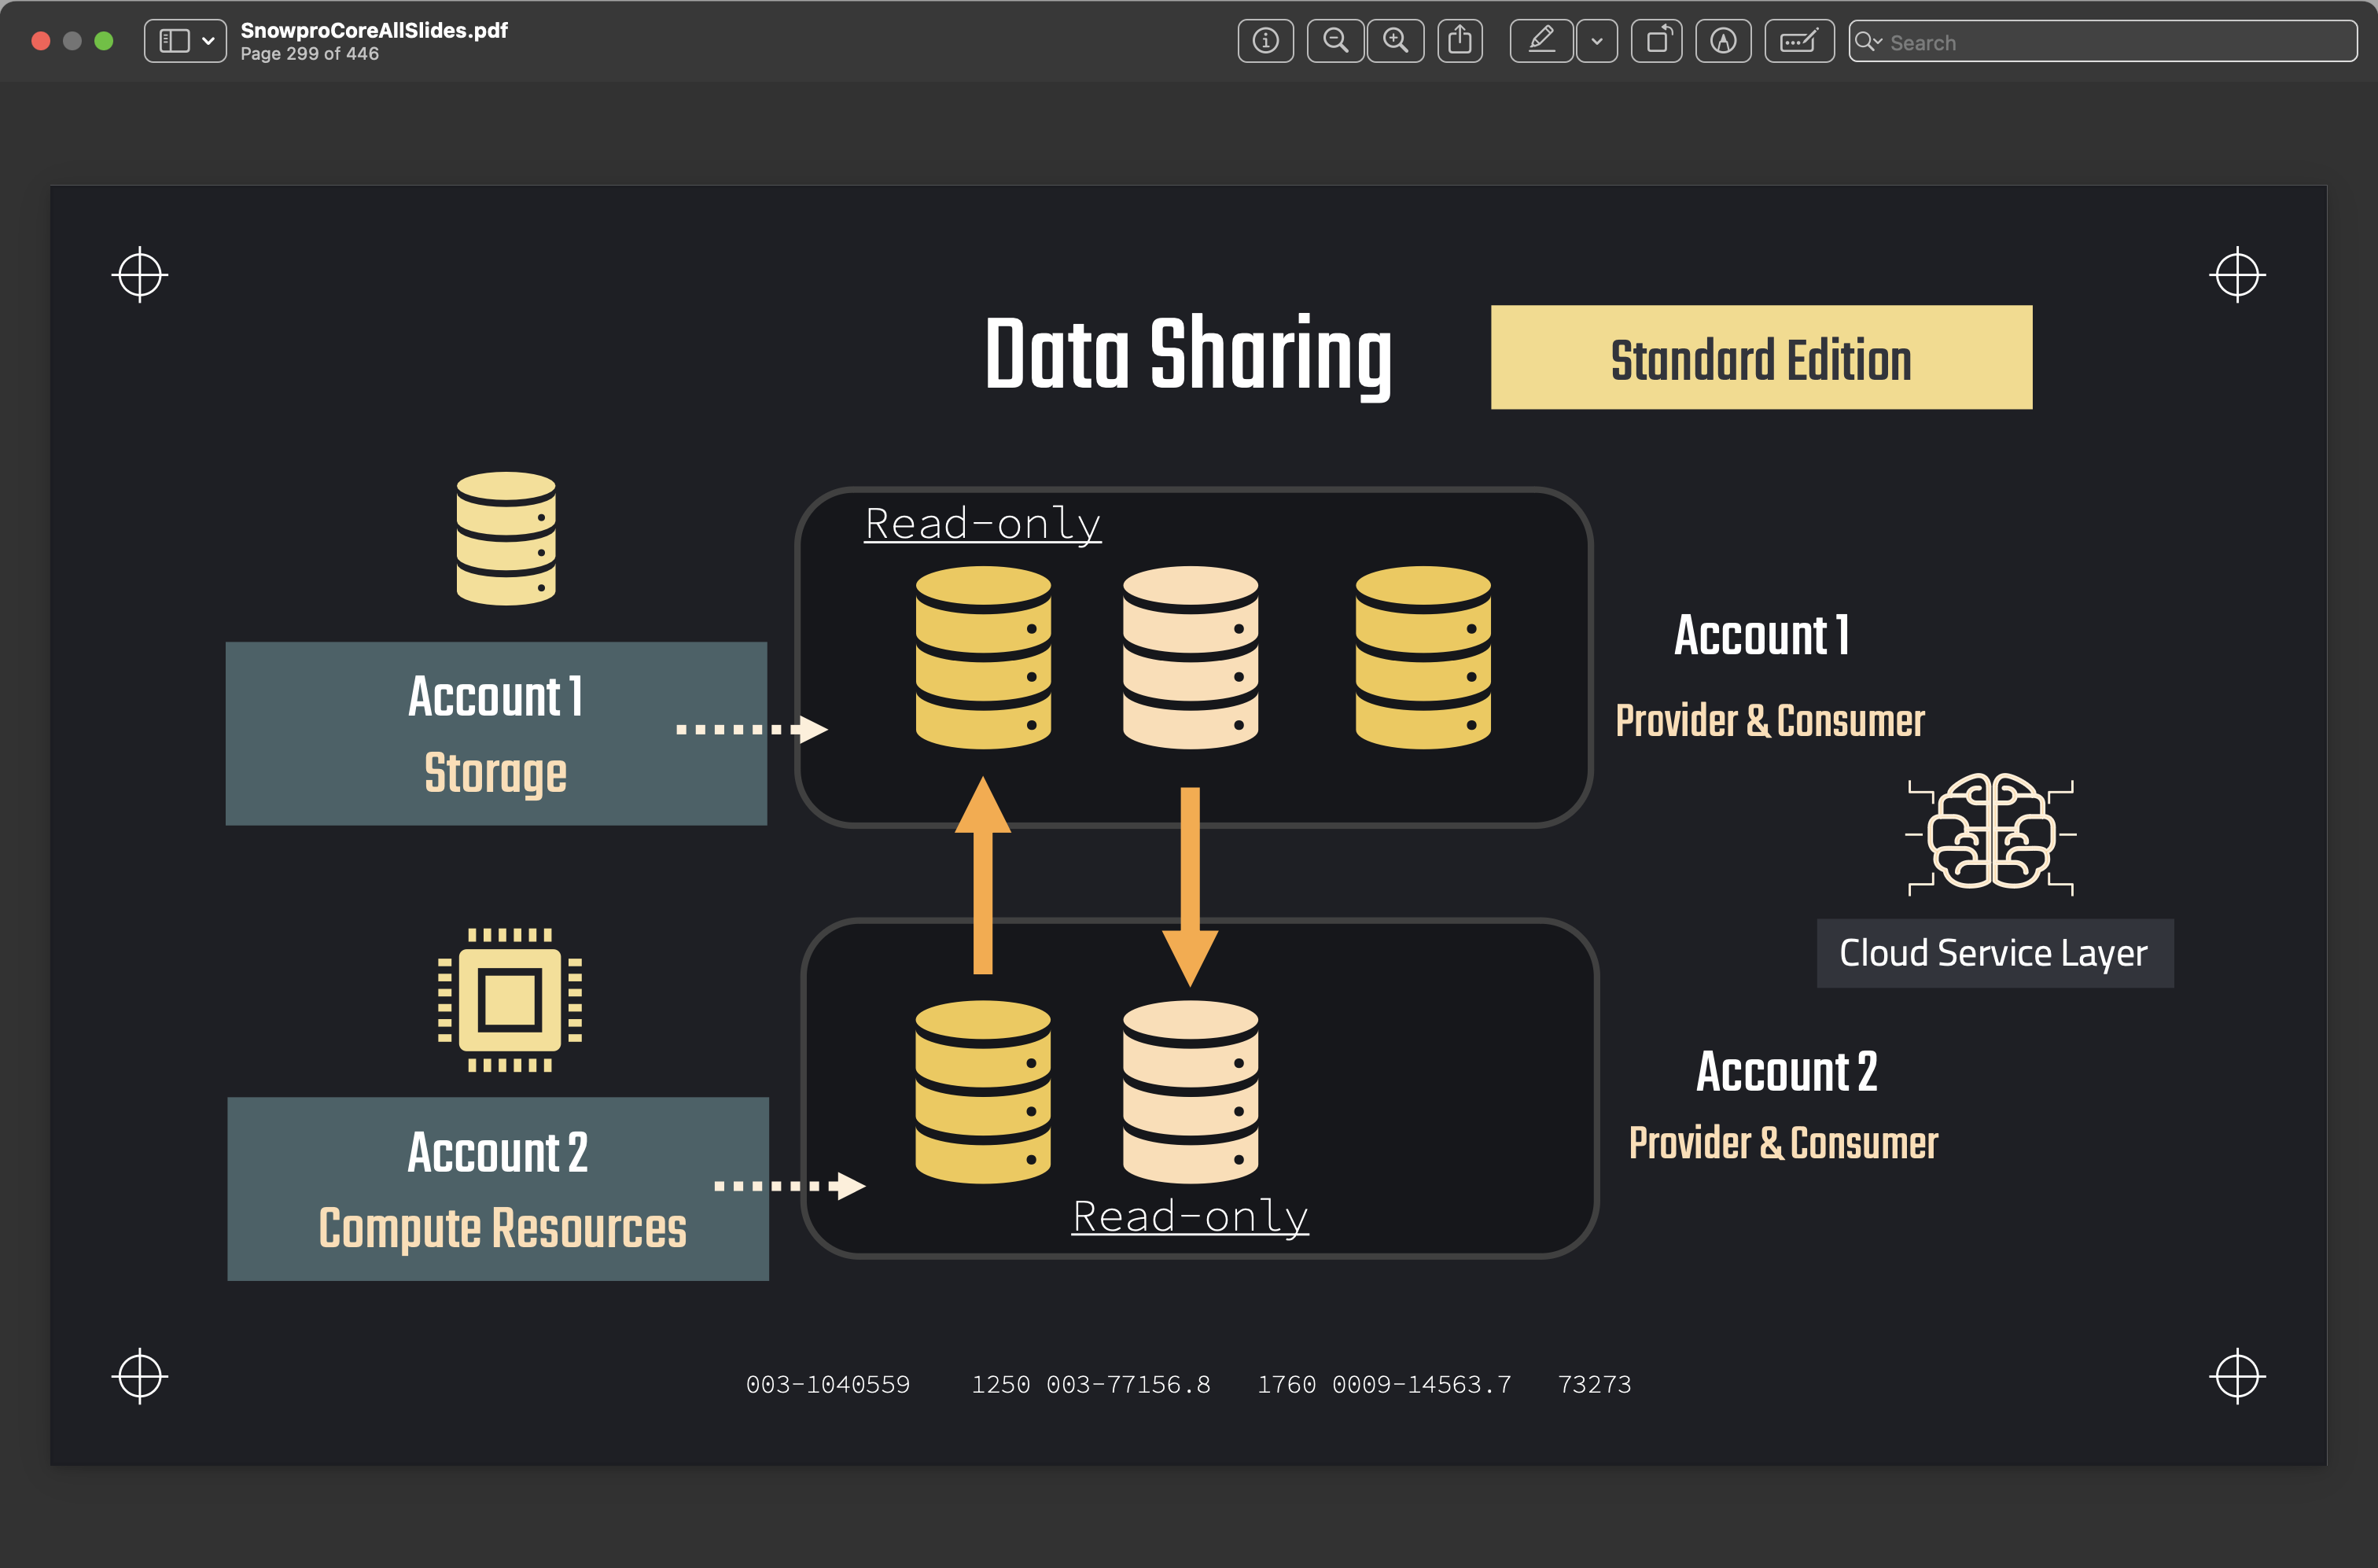 SnowproCoreAllSlides.pdf
Page 299 of 446
Search
Data Sharing
Standard Edition
Read-only
Account 1
Storage
Account 1
Provider & Consumer
Cloud Service Layer
Account 2
Compute Resources
Account 2
Provider & Consumer
Read-only
003-1040559 1250 003-77156.8 1760 0009-14563.7 73273